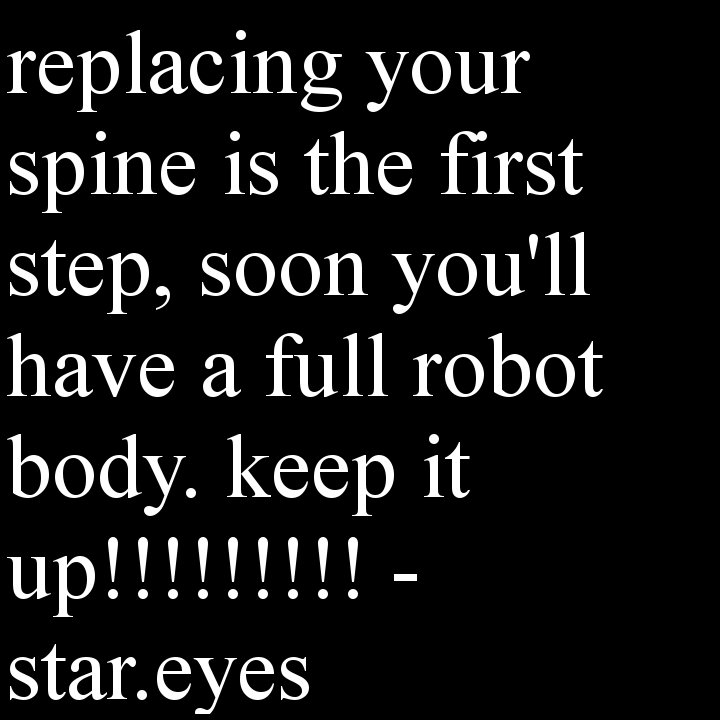 replacing your
spine is the first
step, soon you'll
have a full robot
body. keep it
up!!!!!!!!! -
star.eyes